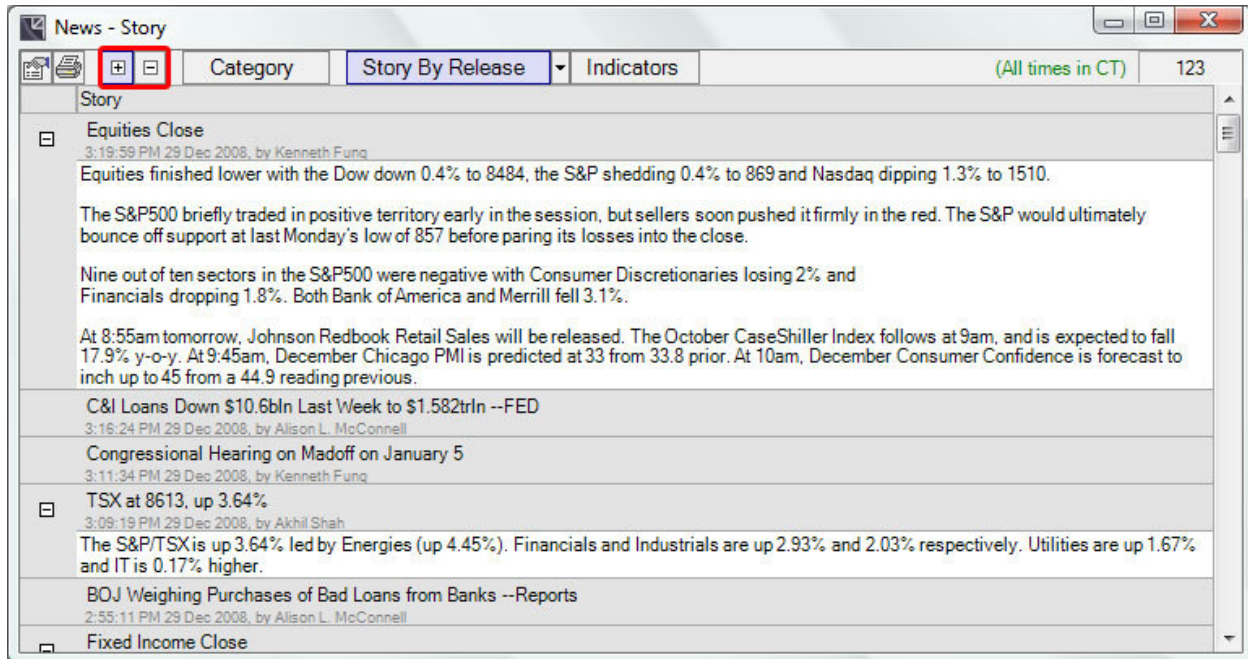 News - Story
Category
Story By Release
Indicators
(All times in CT)
123
Story
Equities Close
3:19:59 PM 29 Dec 2008, by Kenneth Fung
Equities finished lower with the Dow down 0.4% to 8484, the S&P shedding 0.4% to 869 and Nasdaq dipping 1.3% to 1510.
The S&P500 briefly traded in positive territory early in the session, but sellers soon pushed it firmly in the red. The S&P would ultimately
bounce off support at last Monday's low of 857 before paring its losses into the close.
Nine out of ten sectors in the S&P500 were negative with Consumer Discretionaries losing 2% and
Financials dropping 1.8%. Both Bank of America and Merrill fell 3.1%.
At 8:55am tomorrow, Johnson Redbook Retail Sales will be released. The October CaseShiller Index follows at 9am, and is expected to fall
17.9% y-o-y. At 9:45am, December Chicago PMI is predicted at 33 from 33.8 prior. At 10am, December Consumer Confidence is forecast to
inch up to 45 from a 44.9 reading previous.
C&I Loans Down $10.6bln Last Week to $1.582trln --FED
3:16:24 PM 29 Dec 2008, by Alison L. McConnell
Congressional Hearing on Madoff on January 5
3:11:34 PM 29 Dec 2008, by Kenneth Fung
TSX at 8613, up 3.64%
3:09:19 PM 29 Dec 2008, by Akhil Shah
The S&P/TSX is up 3.64% led by Energies (up 4.45%). Financials and Industrials are up 2.93% and 2.03% respectively. Utilities are up 1.67%
and IT is 0.17% higher.
BOJ Weighing Purchases of Bad Loans from Banks --Reports
2:55:11 PM 29 Dec 2008, by Alison L. McConnell
Fixed Income Close